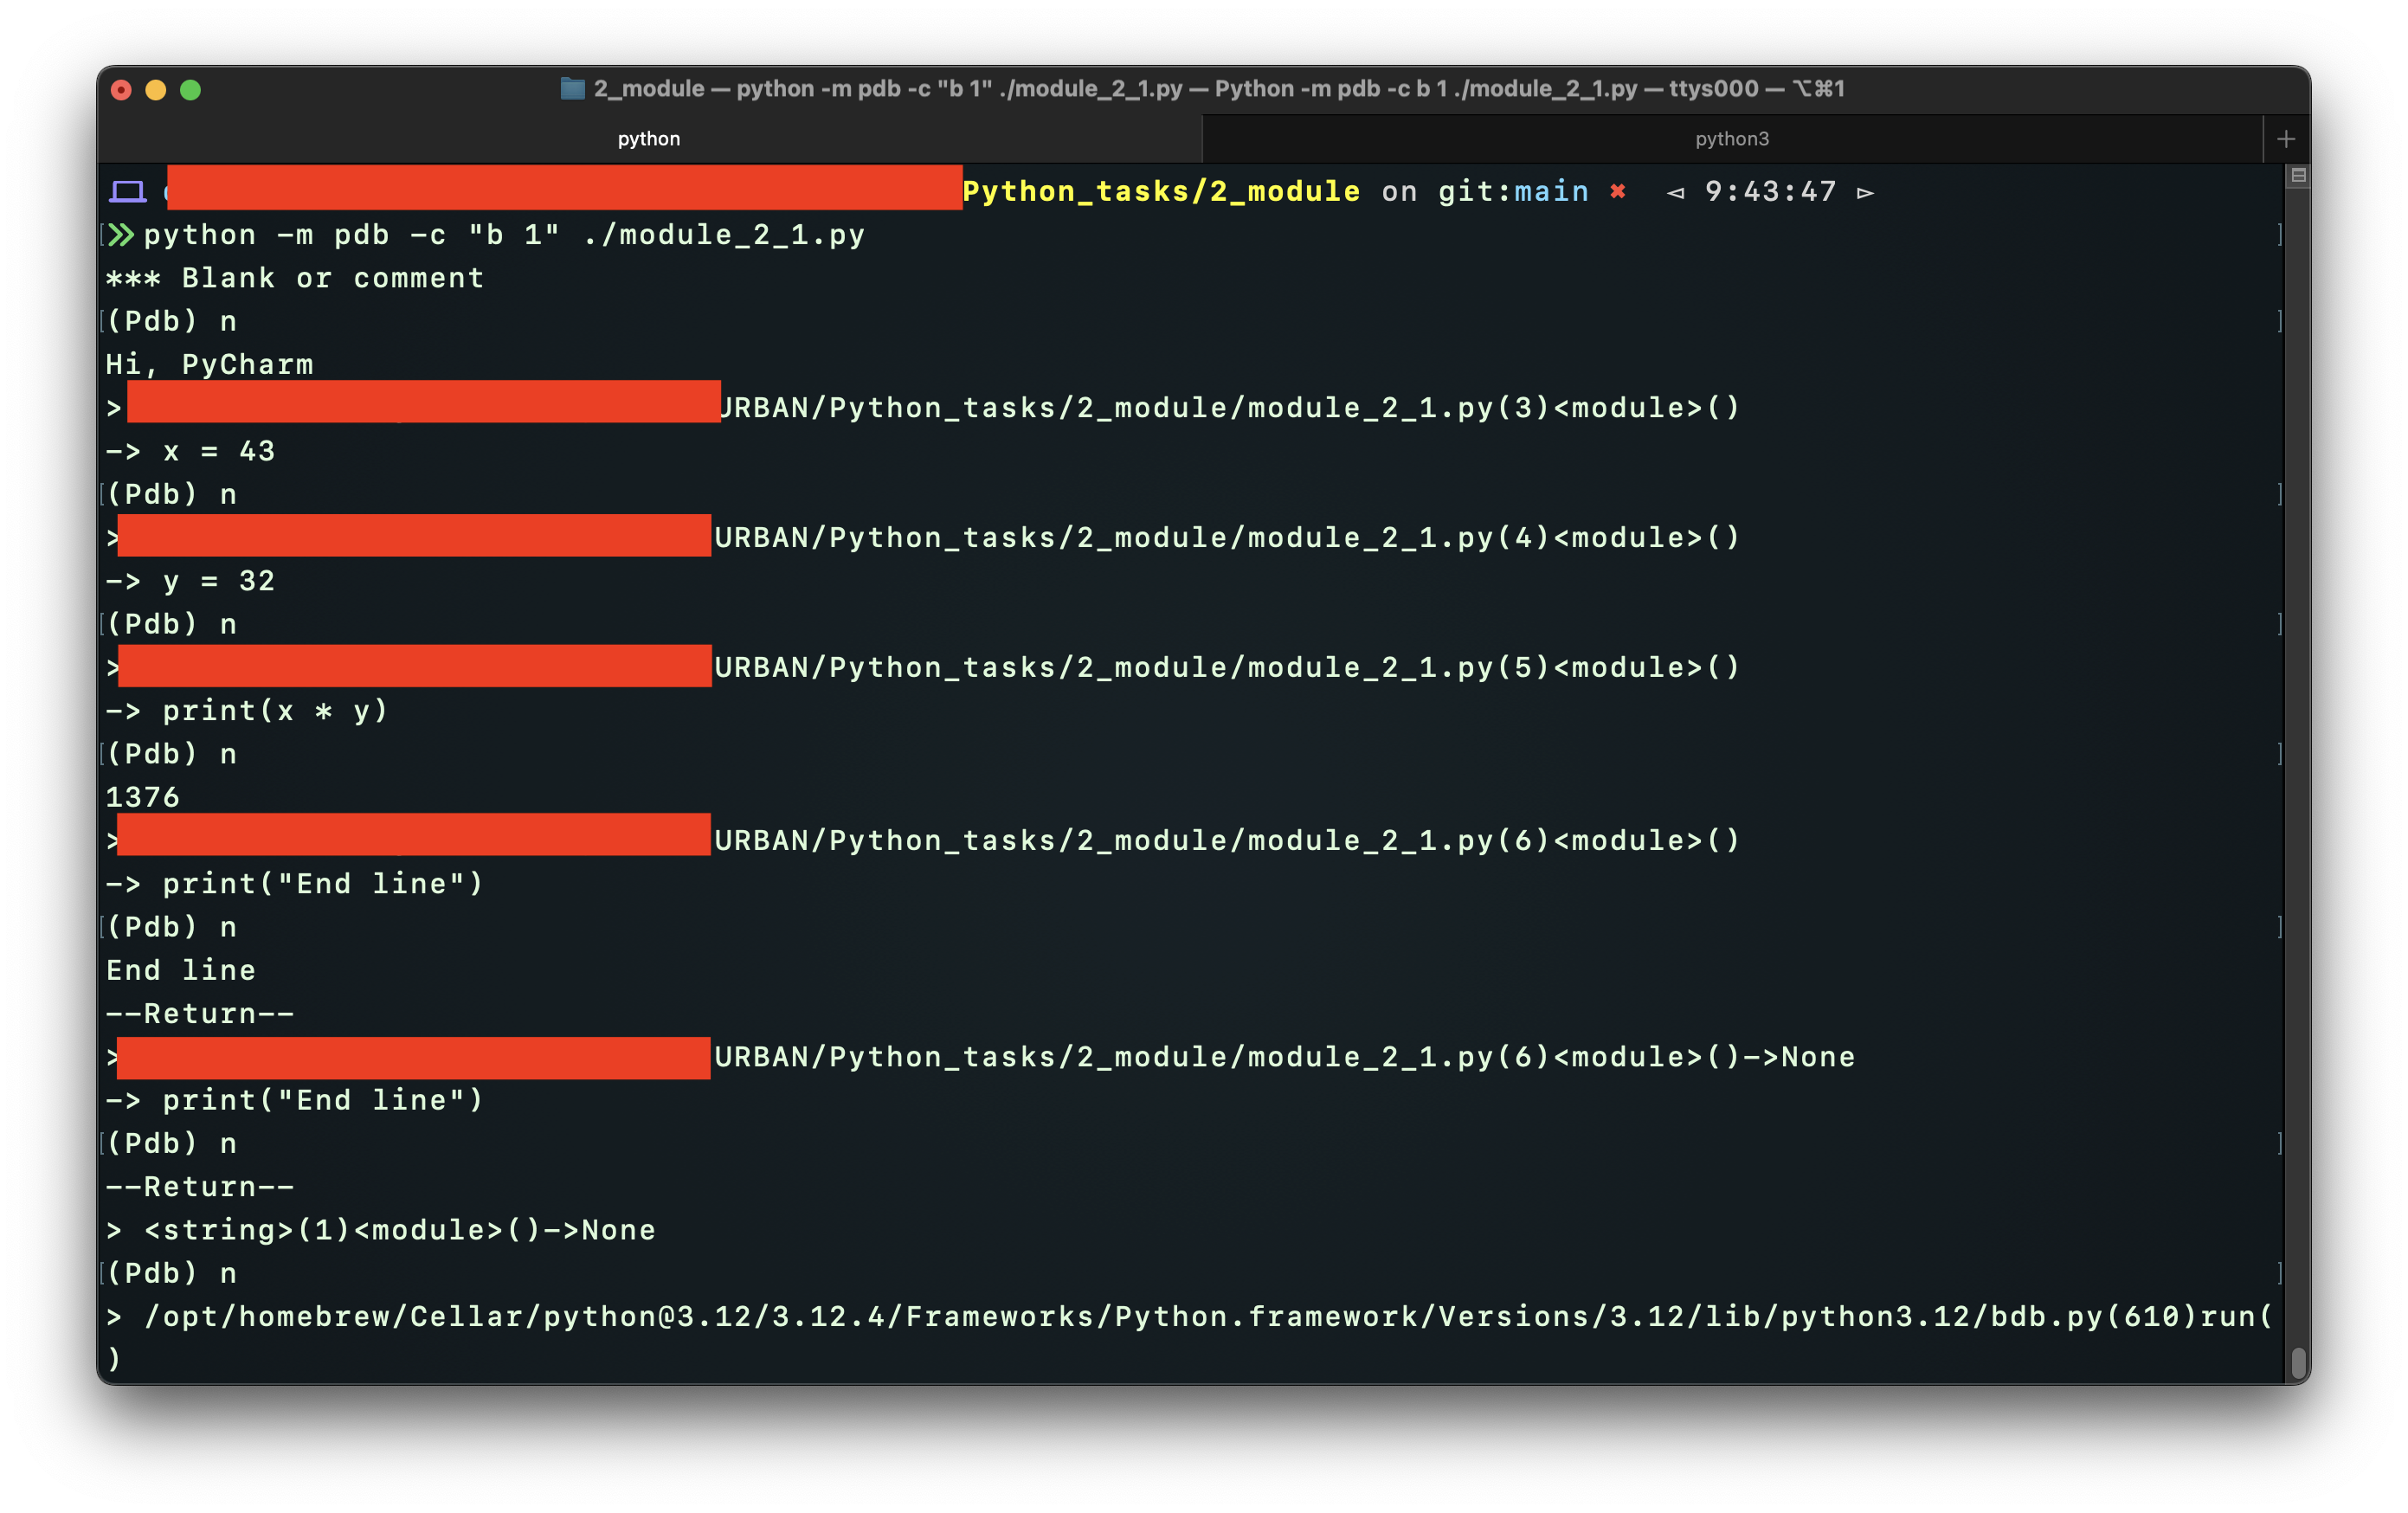 2_module — python -m pdb -c "b 1" ./module_2_1.py — Python -m pdb -c b 1 ./module_2_1.py — ttys000 — ⌥⌘1
python
python3
Python_tasks/2_module on git:main ✖ ◅ 9:43:47 ▻
python -m pdb -c "b 1" ./module_2_1.py
*** Blank or comment
(Pdb) n
Hi, PyCharm
> URBAN/Python_tasks/2_module/module_2_1.py(3)<module>()
-> x = 43
(Pdb) n
> URBAN/Python_tasks/2_module/module_2_1.py(4)<module>()
-> y = 32
(Pdb) n
> URBAN/Python_tasks/2_module/module_2_1.py(5)<module>()
-> print(x * y)
(Pdb) n
1376
> URBAN/Python_tasks/2_module/module_2_1.py(6)<module>()
-> print("End line")
(Pdb) n
End line
--Return--
> URBAN/Python_tasks/2_module/module_2_1.py(6)<module>()->None
-> print("End line")
(Pdb) n
--Return--
> <string>(1)<module>()->None
(Pdb) n
> /opt/homebrew/Cellar/python@3.12/3.12.4/Frameworks/Python.framework/Versions/3.12/lib/python3.12/bdb.py(610)run(
)